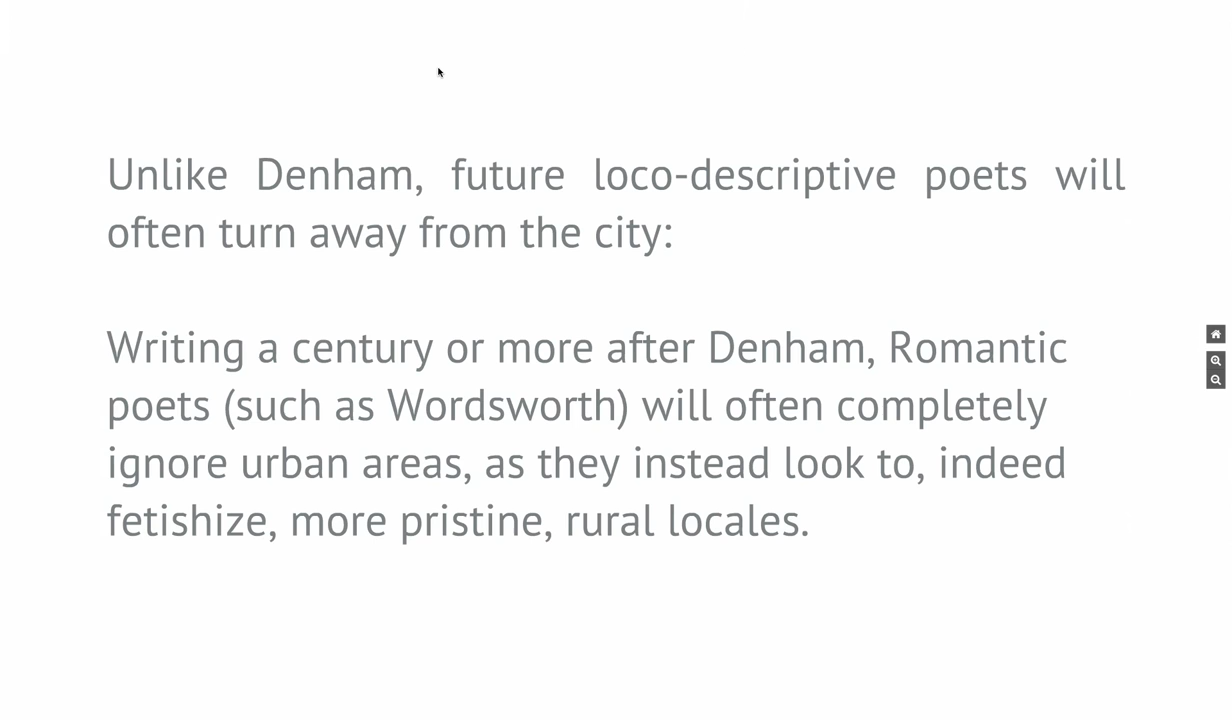 Unlike Denham, future loco-descriptive poets will
often turn away from the city:
Writing a century or more after Denham, Romantic
poets (such as Wordsworth) will often completely
ignore urban areas, as they instead look to, indeed
fetishize, more pristine, rural locales.